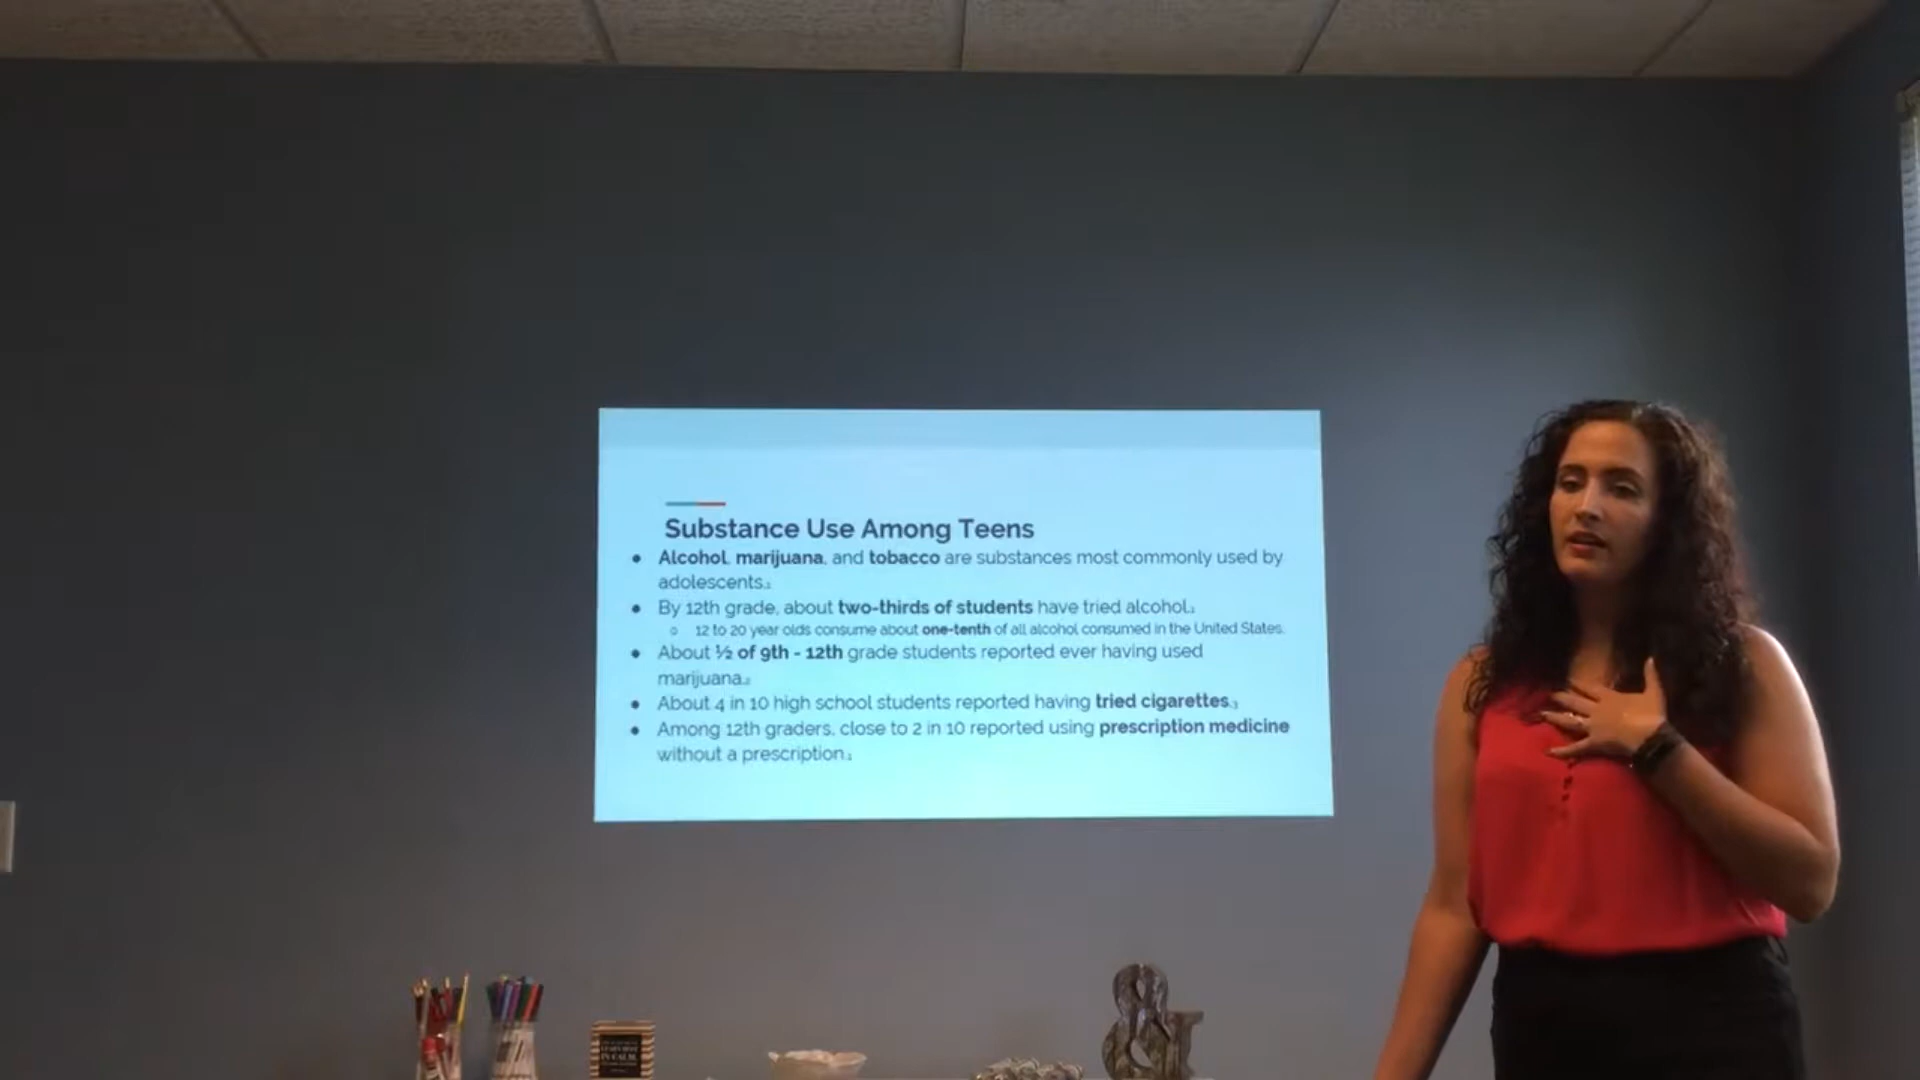 Substance Use Among Teens
● Alcohol, marijuana, and tobacco are substances most commonly used by
adolescents.
● By 12th grade, about two-thirds of students have tried alcohol.
○ 12 to 20 year olds consume about one-tenth of all alcohol consumed in the United States.
● About ½ of 9th - 12th grade students reported ever having used
marijuana.
● About 4 in 10 high school students reported having tried cigarettes.3
● Among 12th graders, close to 2 in 10 reported using prescription medicine
without a prescription.
&
IN CALM